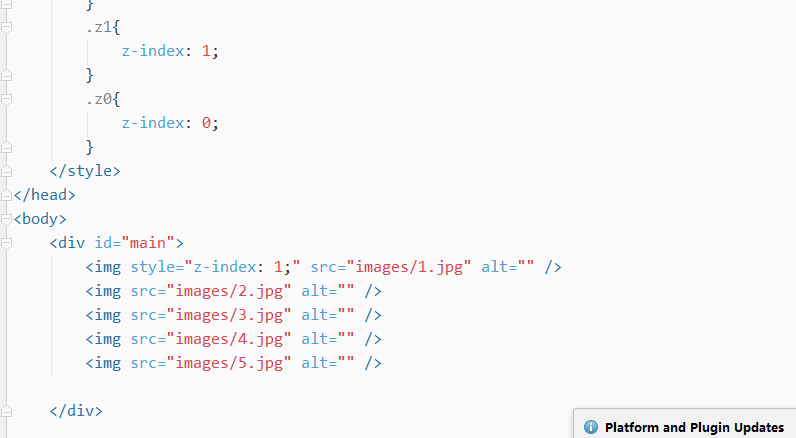 }
.z1{
z-index: 1;
}
.z0{
z-index: 0;
}
</style>
</head>
<body>
<div id="main">
<img style="z-index: 1;" src="images/1.jpg" alt="" />
<img src="images/2.jpg" alt="" />
<img src="images/3.jpg" alt="" />
<img src="images/4.jpg" alt="" />
<img src="images/5.jpg" alt="" />
</div>
Platform and Plugin Updates